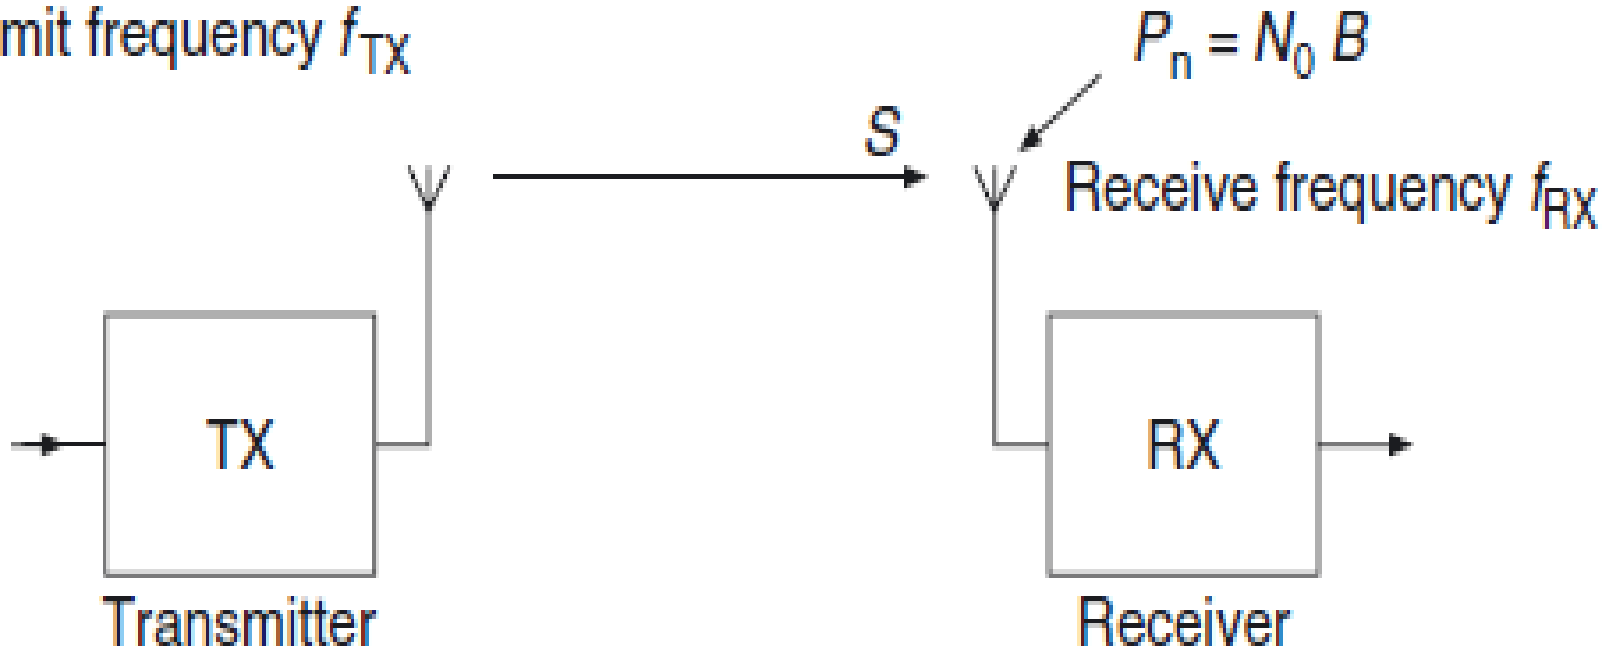 mit frequency fTX
Pn = N0 B
S
Receive frequency fRX
TX
RX
Transmitter
Receiver